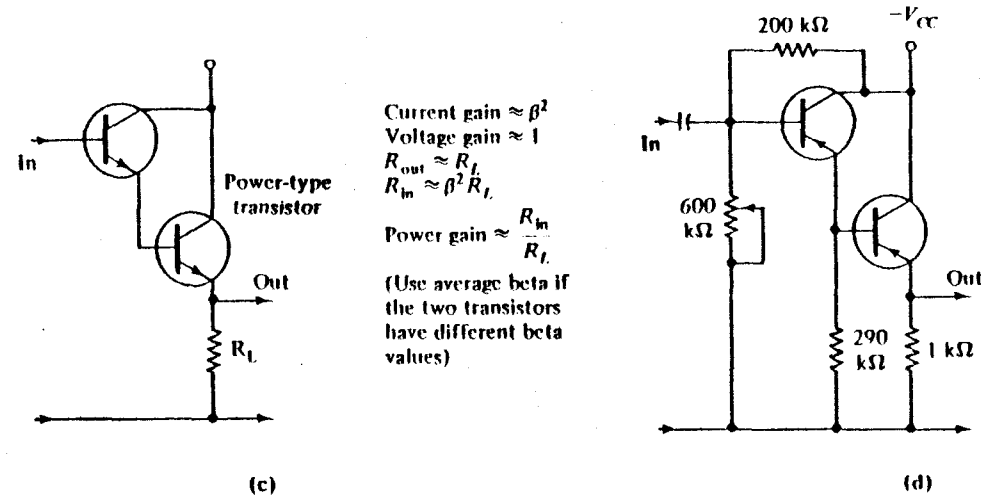 In
Power-type
transistor
Out
R_L
(c)
Current gain ≈ β²
Voltage gain ≈ 1
R_out ≈ R_L
R_in ≈ β² R_L
Power gain ≈ R_in / R_L
(Use average beta if
the two transistors
have different beta
values)
−V_CC
200 kΩ
In
600
kΩ
Out
290
kΩ
1 kΩ
(d)